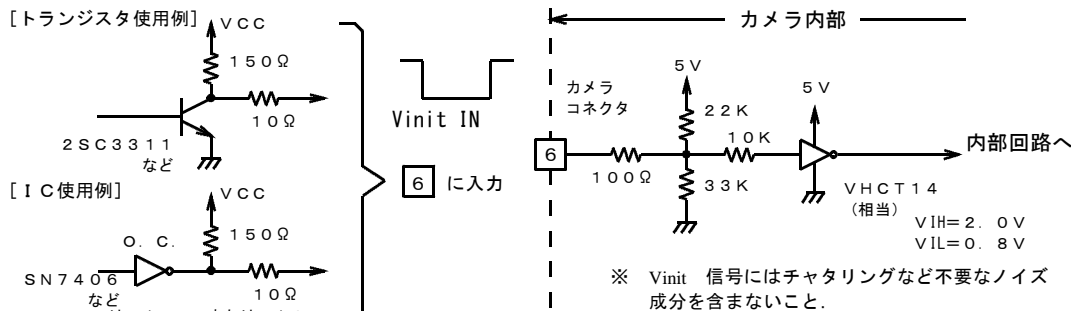 [トランジスタ使用例]
VCC
150Ω
10Ω
2SC3311
など
[IC使用例]
VCC
O. C.
150Ω
SN7406
など
10Ω
Vinit IN
6 に入力
カメラ内部
カメラ
コネクタ
6
100Ω
5V
22K
10K
33K
5V
内部回路へ
VHCT14
(相当)
VIH=2. 0V
VIL=0. 8V
※ Vinit 信号にはチャタリングなど不要なノイズ
成分を含まないこと.